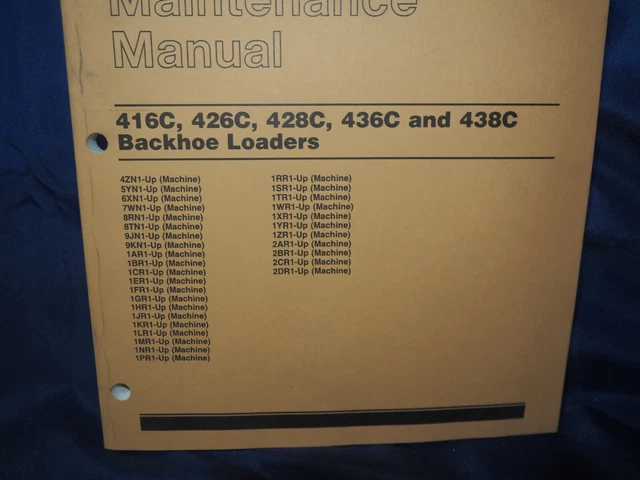 Maintenance
Manual
416C, 426C, 428C, 436C and 438C
Backhoe Loaders
4ZN1-Up (Machine)
5YN1-Up (Machine)
6XN1-Up (Machine)
7WN1-Up (Machine)
8RN1-Up (Machine)
8TN1-Up (Machine)
9JN1-Up (Machine)
9KN1-Up (Machine)
1AR1-Up (Machine)
1BR1-Up (Machine)
1CR1-Up (Machine)
1ER1-Up (Machine)
1FR1-Up (Machine)
1GR1-Up (Machine)
1HR1-Up (Machine)
1JR1-Up (Machine)
1KR1-Up (Machine)
1LR1-Up (Machine)
1MR1-Up (Machine)
1NR1-Up (Machine)
1PR1-Up (Machine)
1RR1-Up (Machine)
1SR1-Up (Machine)
1TR1-Up (Machine)
1WR1-Up (Machine)
1XR1-Up (Machine)
1YR1-Up (Machine)
1ZR1-Up (Machine)
2AR1-Up (Machine)
2BR1-Up (Machine)
2CR1-Up (Machine)
2DR1-Up (Machine)